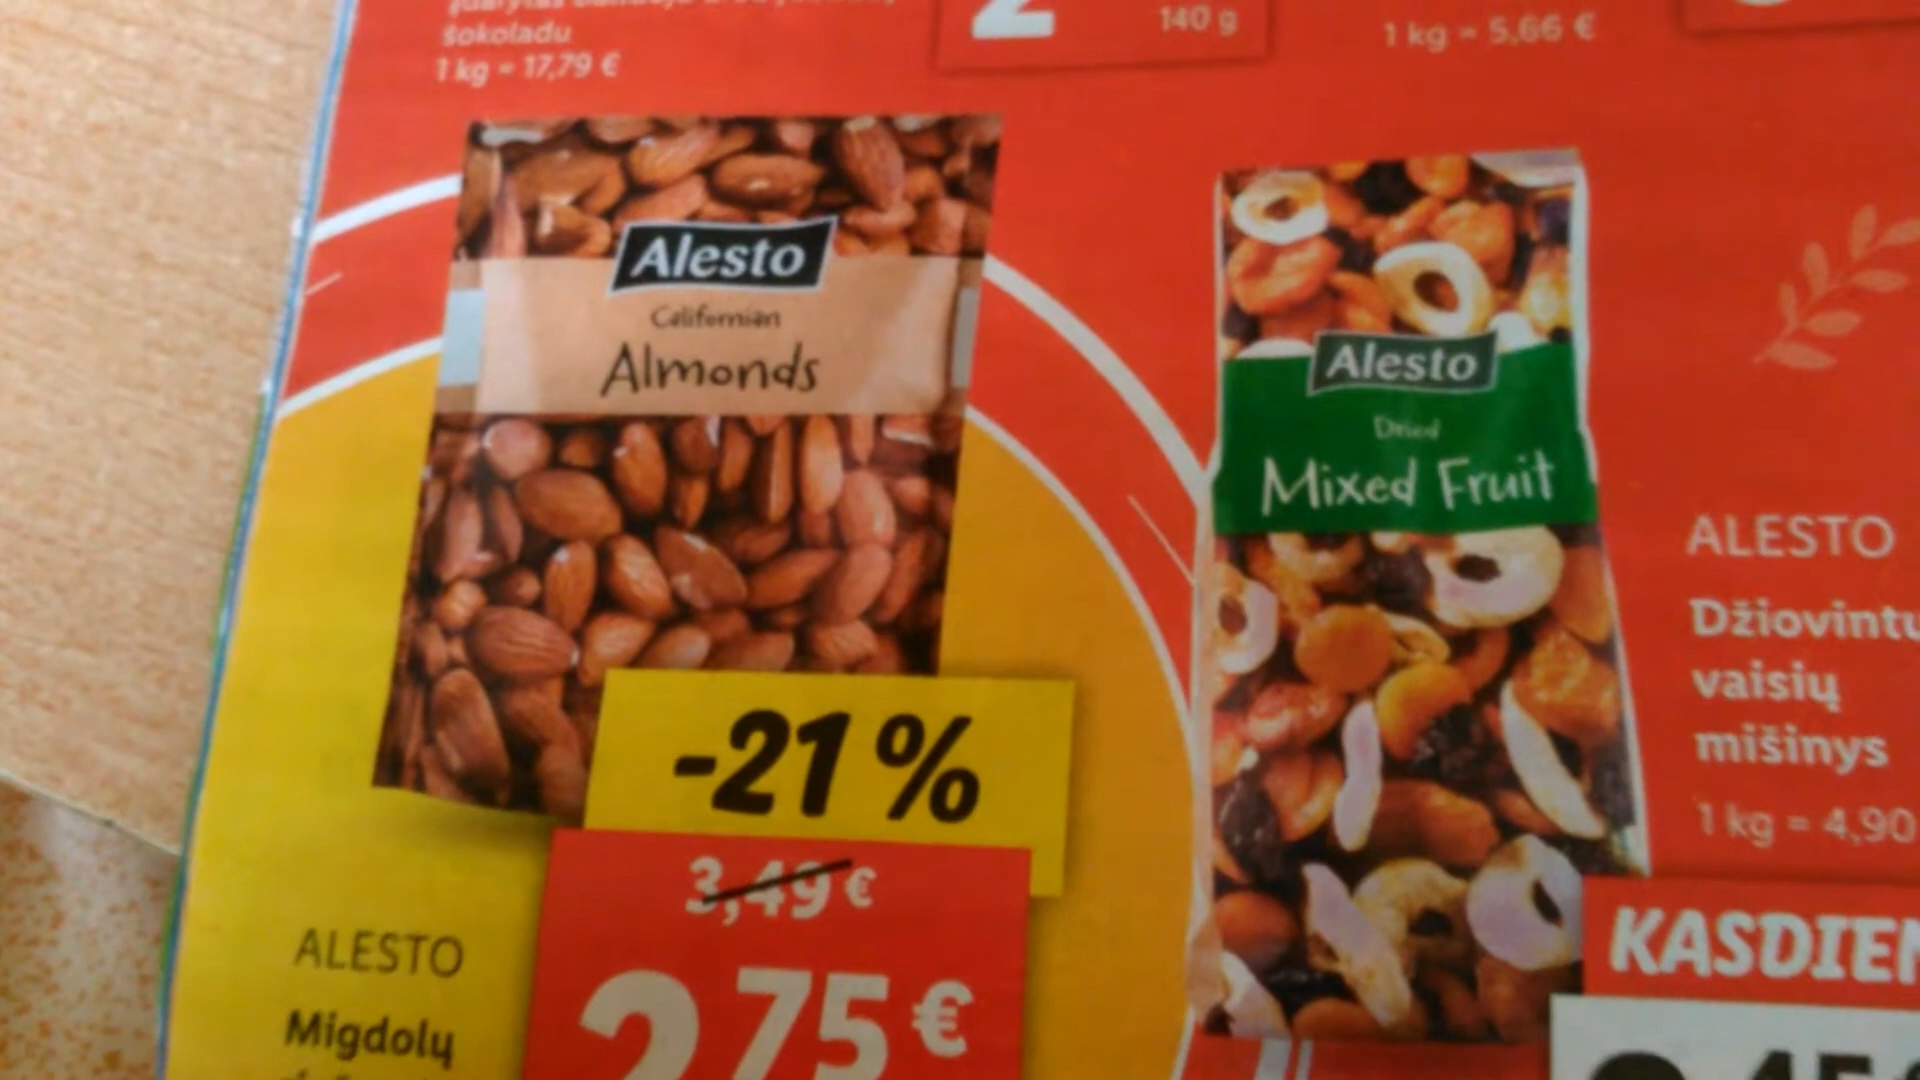 šokoladu
1 kg = 17,79 €
2
140 g
1 kg = 5,66 €
Alesto
Californian
Almonds
-21 %
3,49 €
2,75 €
ALESTO
Migdolų
Alesto
Dried
Mixed Fruit
ALESTO
Džiovintų
vaisių
mišinys
1 kg = 4,90
KASDIEN